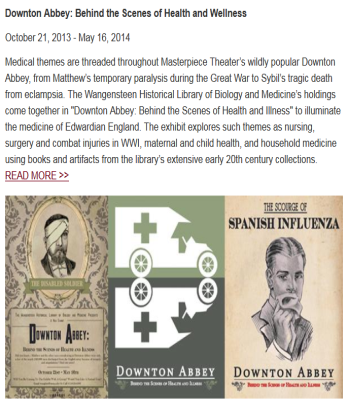 Downton Abbey: Behind the Scenes of Health and Wellness
October 21, 2013 - May 16, 2014
Medical themes are threaded throughout Masterpiece Theater's wildly popular Downton
Abbey, from Matthew's temporary paralysis during the Great War to Sybil's tragic death
from eclampsia. The Wangensteen Historical Library of Biology and Medicine's holdings
come together in "Downton Abbey: Behind the Scenes of Health and Illness" to illuminate
the medicine of Edwardian England. The exhibit explores such themes as nursing,
surgery and combat injuries in WWI, maternal and child health, and household medicine
using books and artifacts from the library's extensive early 20th century collections.
READ MORE >>
THE DISABLED SOLDIER
DOWNTON ABBEY:
BEHIND THE SCENES OF HEALTH AND ILLNESS
DOWNTON ABBEY
BEHIND THE SCENES OF HEALTH AND ILLNESS
THE SCOURGE OF
SPANISH INFLUENZA
DOWNTON ABBEY
BEHIND THE SCENES OF HEALTH AND ILLNESS